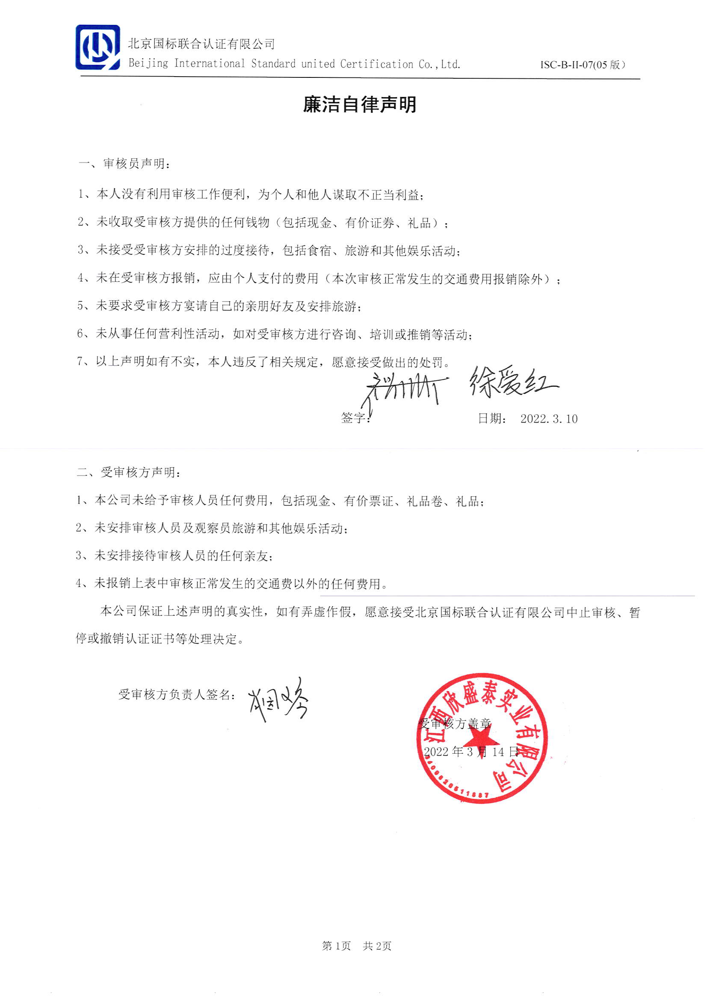 北京国标联合认证有限公司
Beijing International Standard united Certification Co.,Ltd.
ISC-B-II-07(05 版）
廉洁自律声明
一、审核员声明：
1、本人没有利用审核工作便利，为个人和他人谋取不正当利益；
2、未收取受审核方提供的任何钱物（包括现金、有价证券、礼品）；
3、未接受受审核方安排的过度接待，包括食宿、旅游和其他娱乐活动；
4、未在受审核方报销，应由个人支付的费用（本次审核正常发生的交通费用报销除外）；
5、未要求受审核方宴请自己的亲朋好友及安排旅游；
6、未从事任何营利性活动，如对受审核方进行咨询、培训或推销等活动；
7、以上声明如有不实，本人违反了相关规定，愿意接受做出的处罚。
徐爱红
签字： 日期： 2022.3.10
二、受审核方声明：
1、本公司未给予审核人员任何费用，包括现金、有价票证、礼品卷、礼品；
2、未安排审核人员及观察员旅游和其他娱乐活动；
3、未安排接待审核人员的任何亲友；
4、未报销上表中审核正常发生的交通费以外的任何费用。
本公司保证上述声明的真实性，如有弄虚作假，愿意接受北京国标联合认证有限公司中止审核、暂
停或撤销认证证书等处理决定。
受审核方负责人签名：
江西欣盛泰实业有限公司
受审核方盖章
2022 年 3 月 14 日
第 1页 共 2页